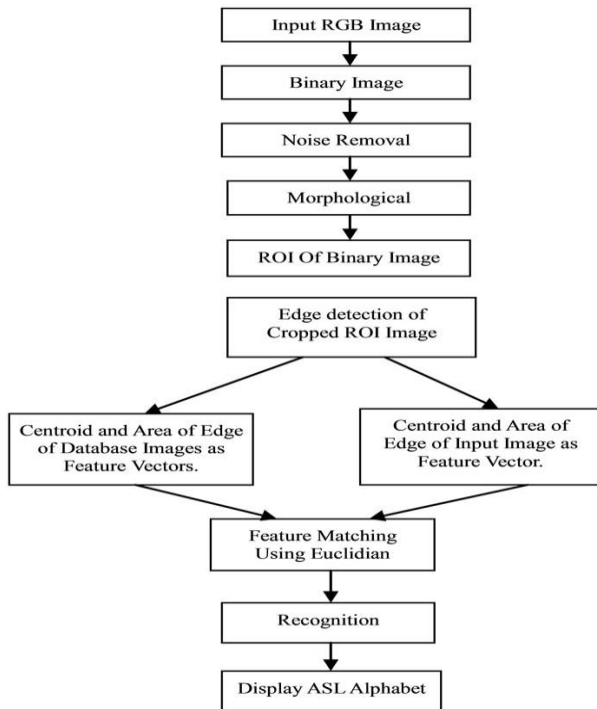 Input RGB Image
Binary Image
Noise Removal
Morphological
ROI Of Binary Image
Edge detection of
Cropped ROI Image
Centroid and Area of Edge
of Database Images as
Feature Vectors.
Centroid and Area of
Edge of Input Image as
Feature Vector.
Feature Matching
Using Euclidian
Recognition
Display ASL Alphabet